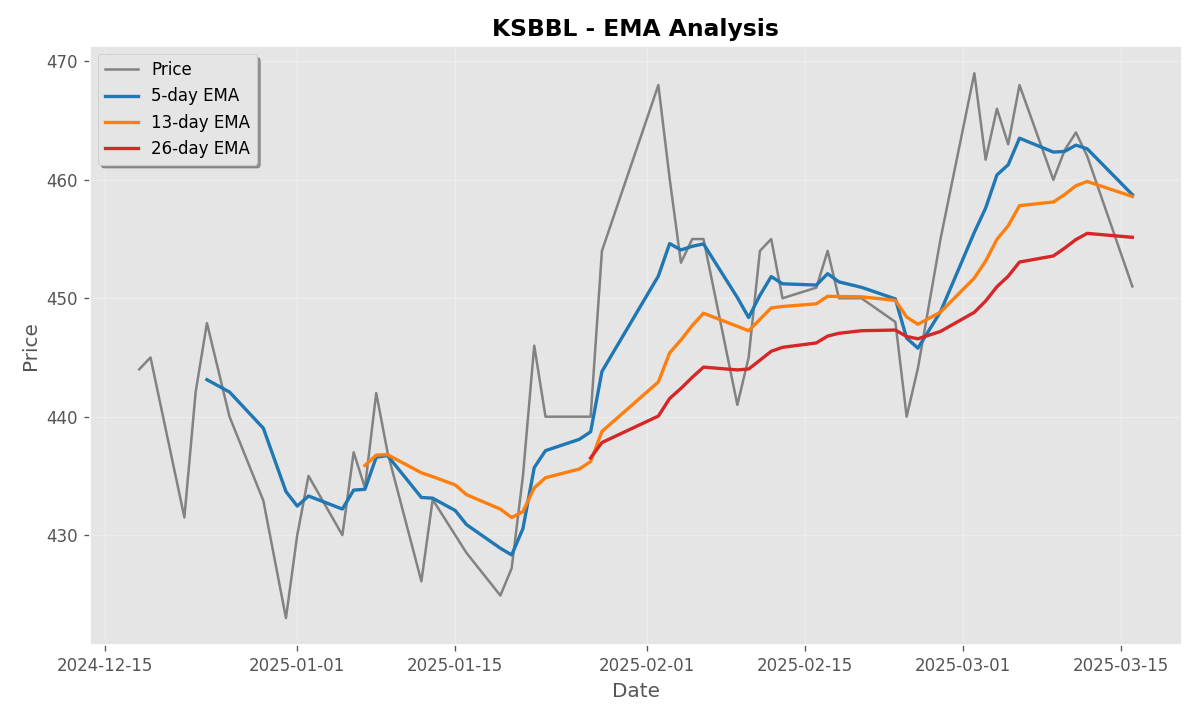 KSBBL - EMA Analysis
Price
5-day EMA
13-day EMA
26-day EMA
470
460
450
440
430
Price
2024-12-15
2025-01-01
2025-01-15
2025-02-01
2025-02-15
2025-03-01
2025-03-15
Date